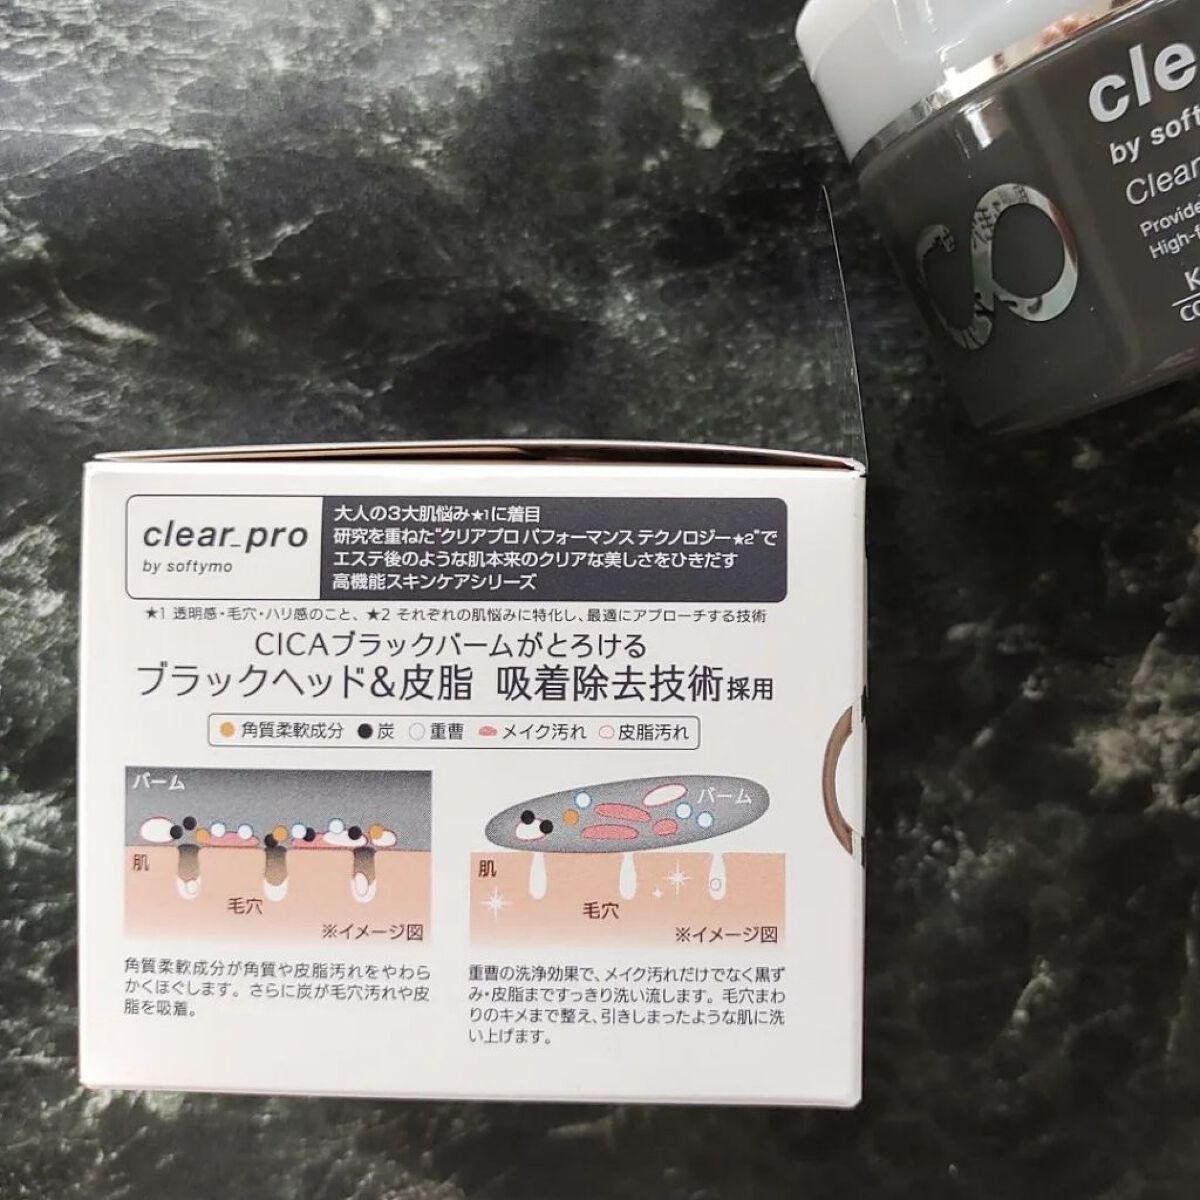 cle
by soft
Clear
Provide
High-f
K
CO
clear_pro
by softymo
大人の3大肌悩み★1に着目
研究を重ねた"クリアプロ パフォーマンス テクノロジー★2"で
エステ後のような肌本来のクリアな美しさをひきだす
高機能スキンケアシリーズ
★1 透明感・毛穴・ハリ感のこと、★2 それぞれの肌悩みに特化し、最適にアプローチする技術
CICAブラックバームがとろける
ブラックヘッド&皮脂 吸着除去技術採用
角質柔軟成分 炭 重曹 メイク汚れ 皮脂汚れ
バーム
肌
毛穴
※イメージ図
角質柔軟成分が角質や皮脂汚れをやわら
かくほぐします。さらに炭が毛穴汚れや皮
脂を吸着。
バーム
肌
毛穴
※イメージ図
重曹の洗浄効果で、メイク汚れだけでなく黒ず
み・皮脂まですっきり洗い流します。毛穴まわ
りのキメまで整え、引きしまったような肌に洗
い上げます。